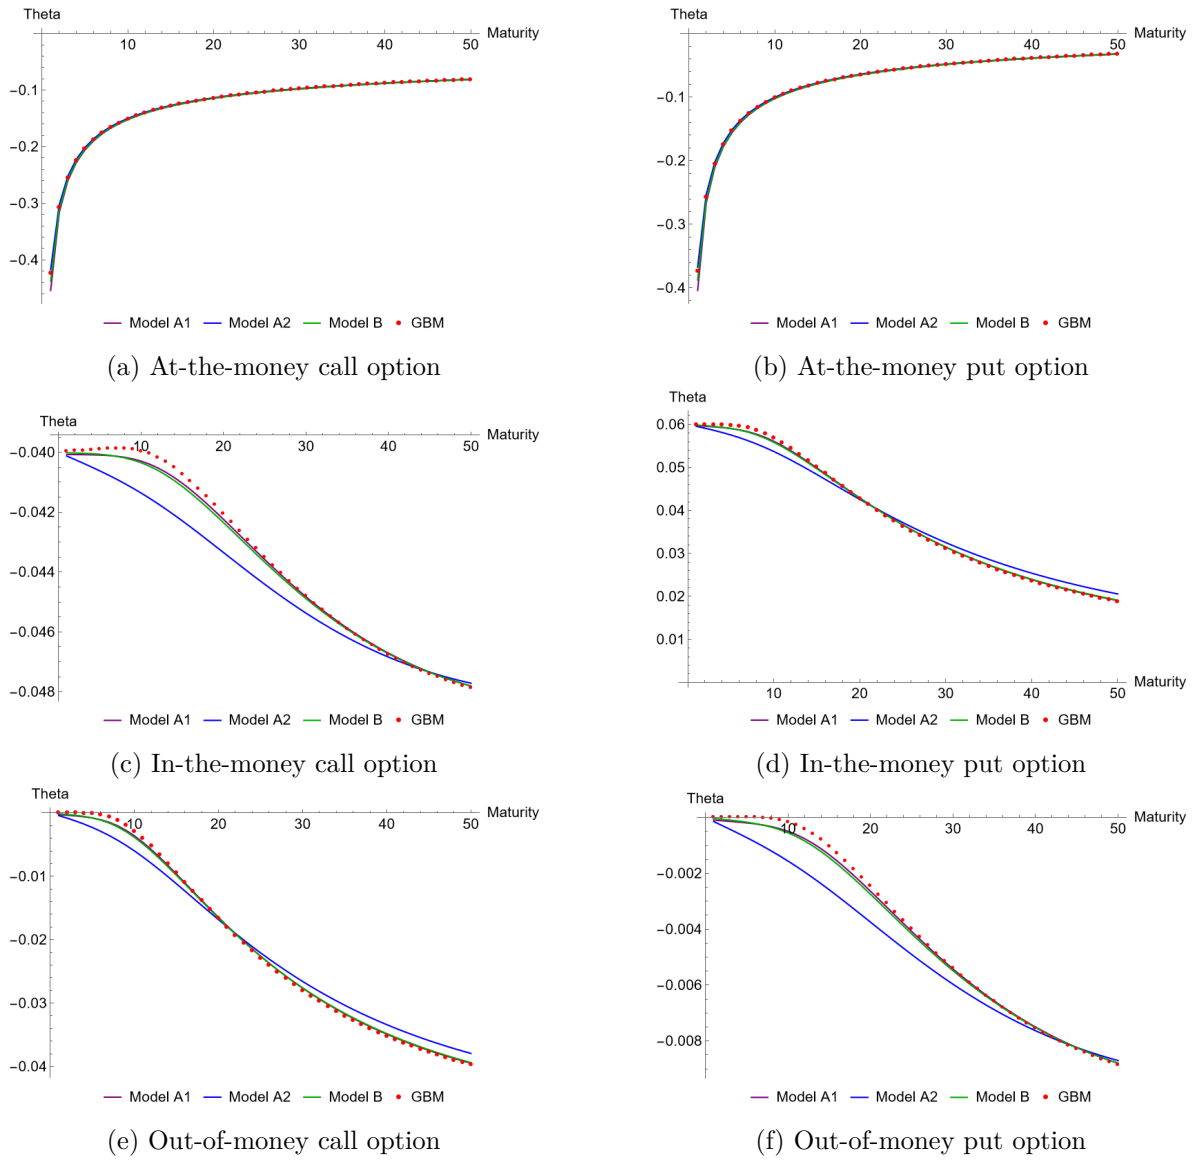 Theta
Maturity
10 20 30 40 50
−0.1
−0.2
−0.3
−0.4
Model A1 Model A2 Model B GBM
(a) At-the-money call option
Theta
Maturity
10 20 30 40 50
−0.1
−0.2
−0.3
−0.4
Model A1 Model A2 Model B GBM
(b) At-the-money put option
Theta
Maturity
10 20 30 40 50
−0.040
−0.042
−0.044
−0.046
−0.048
Model A1 Model A2 Model B GBM
(c) In-the-money call option
Theta
0.06
0.05
0.04
0.03
0.02
0.01
Maturity
10 20 30 40 50
Model A1 Model A2 Model B GBM
(d) In-the-money put option
Theta
Maturity
10 20 30 40 50
−0.01
−0.02
−0.03
−0.04
Model A1 Model A2 Model B GBM
(e) Out-of-money call option
Theta
Maturity
10 20 30 40 50
−0.002
−0.004
−0.006
−0.008
Model A1 Model A2 Model B GBM
(f) Out-of-money put option